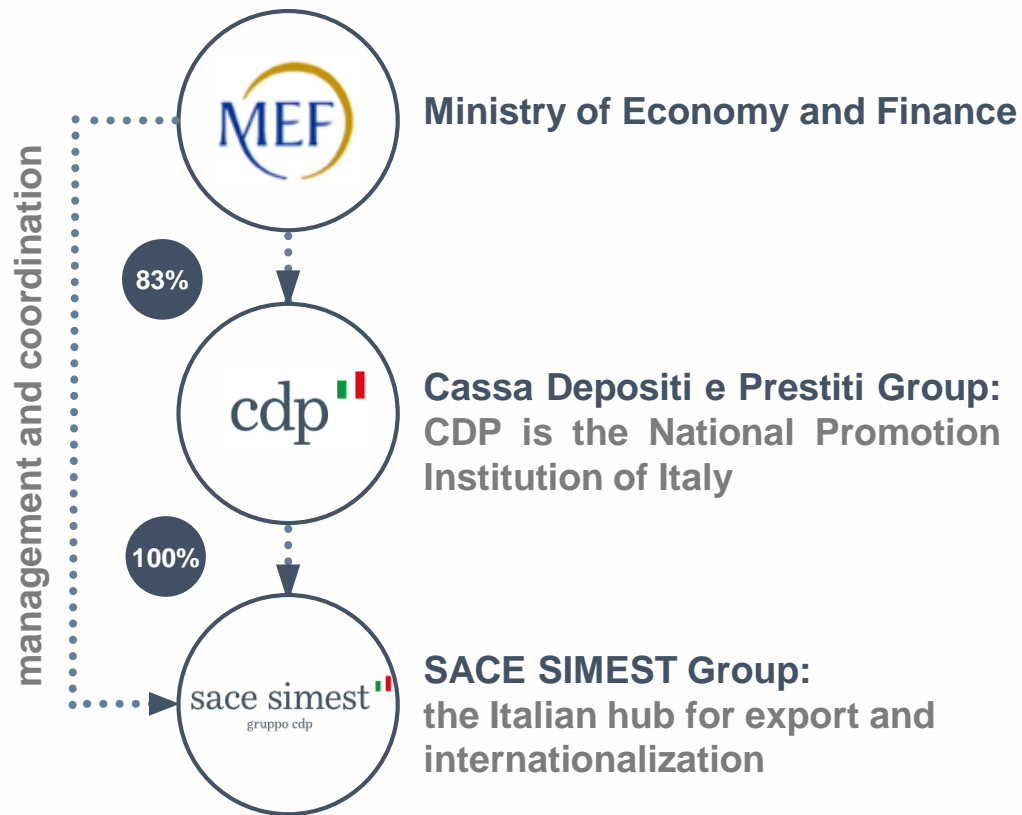 MEF
Ministry of Economy and Finance
management and coordination
83%
cdp
Cassa Depositi e Prestiti Group:
CDP is the National Promotion
Institution of Italy
100%
sace simest
gruppo cdp
SACE SIMEST Group:
the Italian hub for export and
internationalization